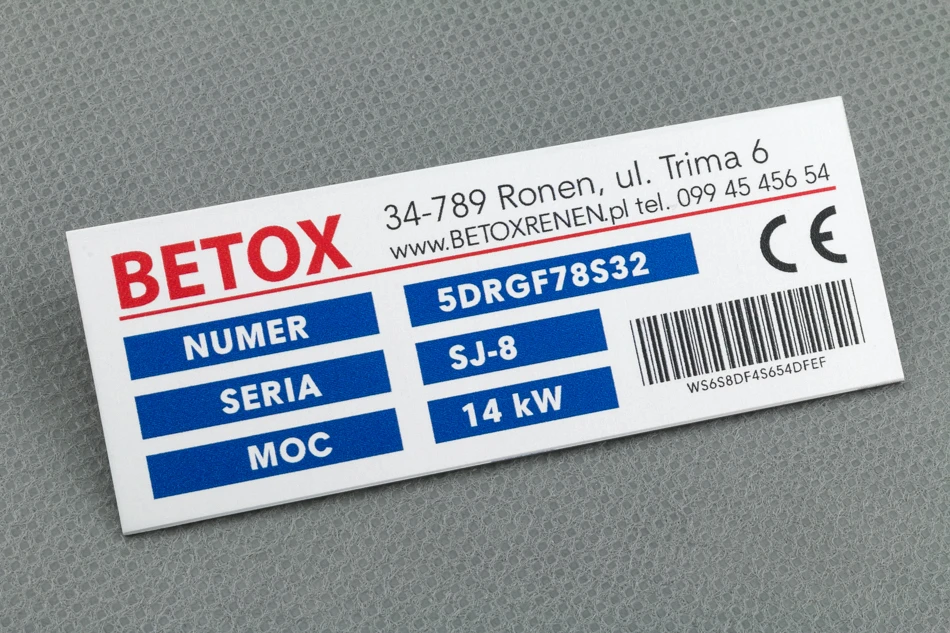 BETOX
34-789 Ronen, ul. Trima 6
www.BETOXRENEN.pl tel. 099 45 456 54
NUMER 5DRGF78S32
SERIA SJ-8
MOC 14 kW
CE
WS6S8DF4S654DFEF